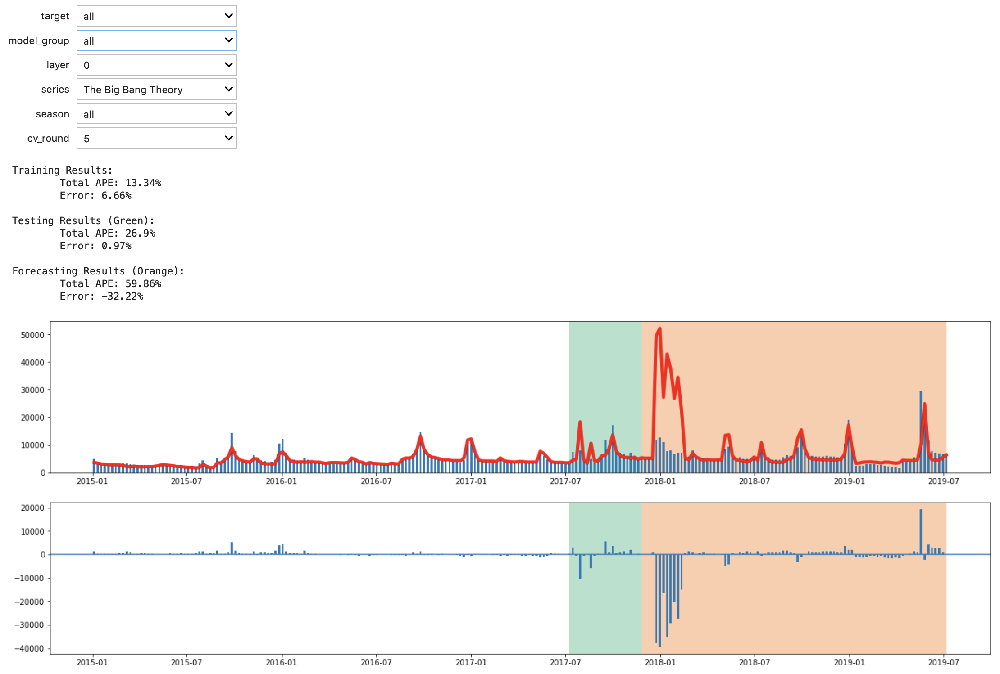 target all
model_group all
layer 0
series The Big Bang Theory
season all
cv_round 5
Training Results:
Total APE: 13.34%
Error: 6.66%
Testing Results (Green):
Total APE: 26.9%
Error: 0.97%
Forecasting Results (Orange):
Total APE: 59.86%
Error: −32.22%
50000
40000
30000
20000
10000
0
2015-01 2015-07 2016-01 2016-07 2017-01 2017-07 2018-01 2018-07 2019-01 2019-07
20000
10000
0
−10000
−20000
−30000
−40000
2015-01 2015-07 2016-01 2016-07 2017-01 2017-07 2018-01 2018-07 2019-01 2019-07